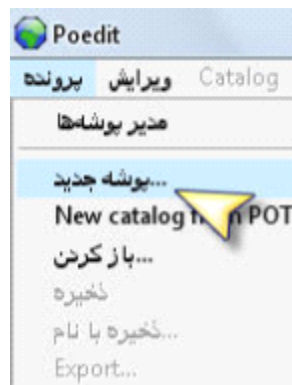 Poedit
پرونده ویرایش Catalog
مدیر پوشه‌ها
پوشه جدید...
New catalog from POT
باز کردن...
ذخیره
ذخیره با نام...
Export...